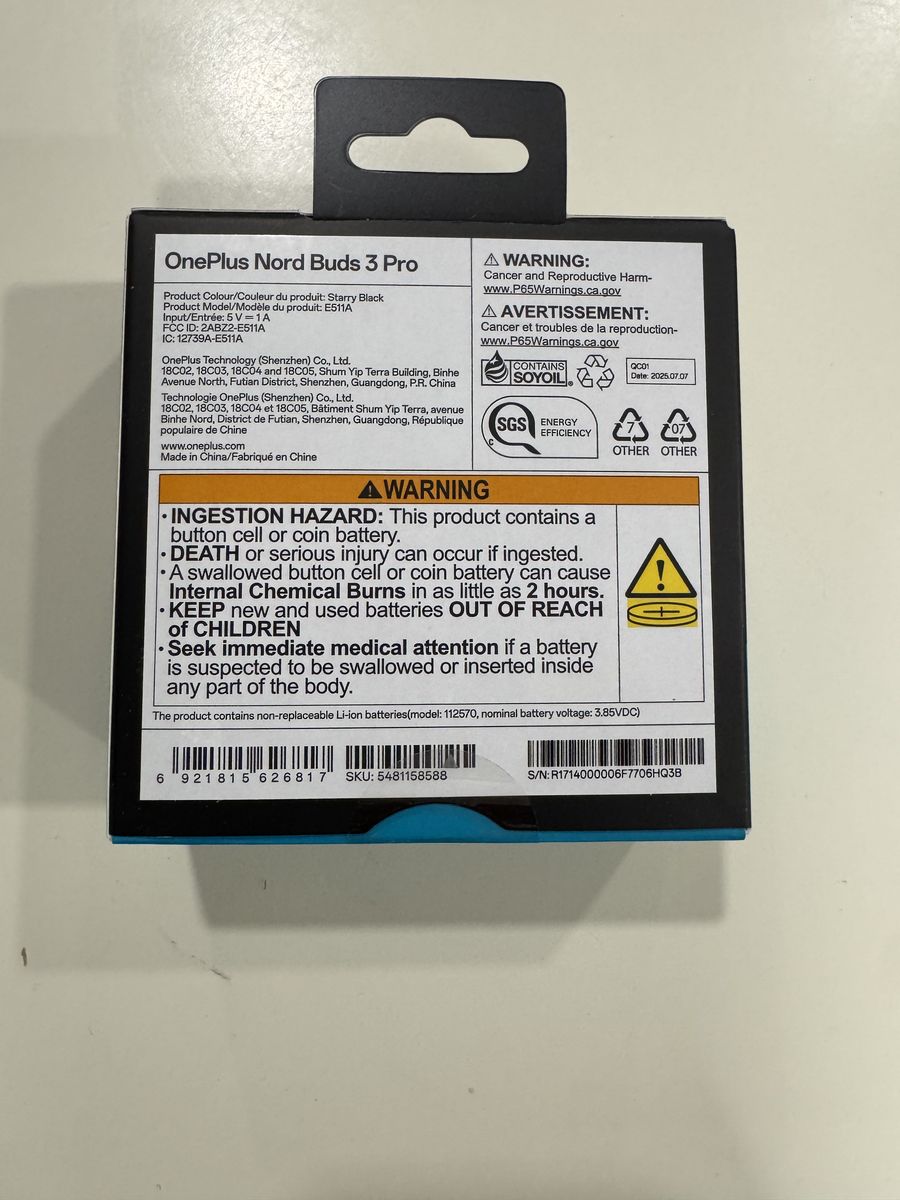 OnePlus Nord Buds 3 Pro
Product Colour/Couleur du produit: Starry Black
Product Model/Modèle du produit: E511A
Input/Entrée: 5 V ⎓ 1 A
FCC ID: 2ABZ2-E511A
IC: 12739A-E511A
OnePlus Technology (Shenzhen) Co., Ltd.
18C02, 18C03, 18C04 and 18C05, Shum Yip Terra Building, Binhe
Avenue North, Futian District, Shenzhen, Guangdong, P.R. China
Technologie OnePlus (Shenzhen) Co., Ltd.
18C02, 18C03, 18C04 et 18C05, Bâtiment Shum Yip Terra, avenue
Binhe Nord, District de Futian, Shenzhen, Guangdong, République
populaire de Chine
www.oneplus.com
Made in China/Fabriqué en Chine
⚠ WARNING:
Cancer and Reproductive Harm-
www.P65Warnings.ca.gov
⚠ AVERTISSEMENT:
Cancer et troubles de la reproduction-
www.P65Warnings.ca.gov
CONTAINS
SOYOIL®
QC01
Date: 2025.07.07
SGS
C
ENERGY
EFFICIENCY
7
OTHER
07
OTHER
⚠WARNING
• INGESTION HAZARD: This product contains a
button cell or coin battery.
• DEATH or serious injury can occur if ingested.
• A swallowed button cell or coin battery can cause
Internal Chemical Burns in as little as 2 hours.
• KEEP new and used batteries OUT OF REACH
of CHILDREN
• Seek immediate medical attention if a battery
is suspected to be swallowed or inserted inside
any part of the body.
The product contains non-replaceable Li-ion batteries(model: 112570, nominal battery voltage: 3.85VDC)
6 921815 626817
SKU: 5481158588
S/N: R1714000006F7706HQ3B